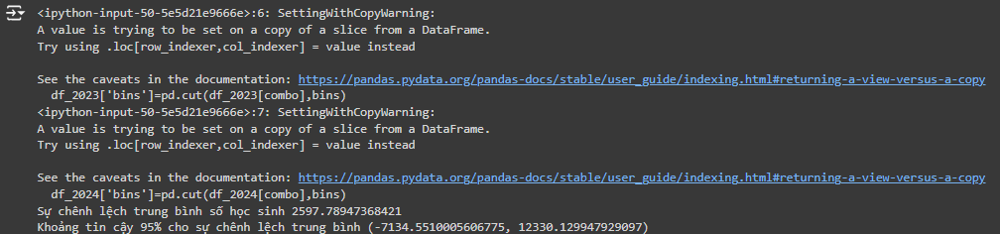 <ipython-input-50-5e5d21e9666e>:6: SettingWithCopyWarning:
A value is trying to be set on a copy of a slice from a DataFrame.
Try using .loc[row_indexer,col_indexer] = value instead

See the caveats in the documentation: https://pandas.pydata.org/pandas-docs/stable/user_guide/indexing.html#returning-a-view-versus-a-copy
  df_2023['bins']=pd.cut(df_2023[combo],bins)
<ipython-input-50-5e5d21e9666e>:7: SettingWithCopyWarning:
A value is trying to be set on a copy of a slice from a DataFrame.
Try using .loc[row_indexer,col_indexer] = value instead

See the caveats in the documentation: https://pandas.pydata.org/pandas-docs/stable/user_guide/indexing.html#returning-a-view-versus-a-copy
  df_2024['bins']=pd.cut(df_2024[combo],bins)
Sự chênh lệch trung bình số học sinh 2597.78947368421
Khoảng tin cậy 95% cho sự chênh lệch trung bình (-7134.5510005606775, 12330.129947929097)